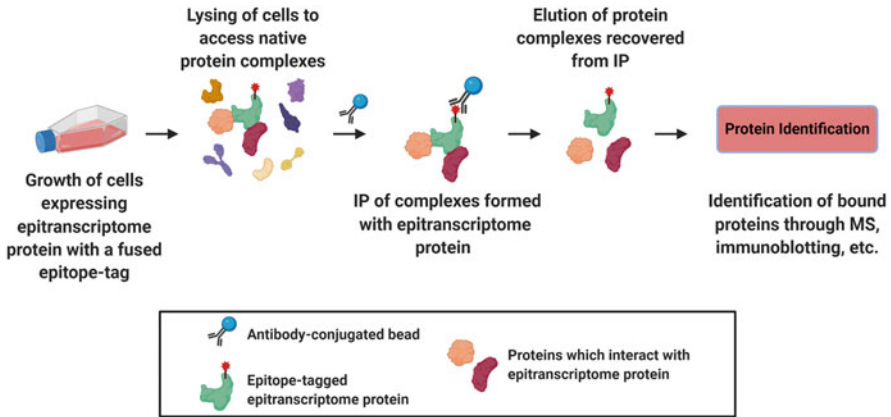 Lysing of cells to
access native
protein complexes
Elution of protein
complexes recovered
from IP
Protein Identification
Growth of cells
expressing
epitranscriptome
protein with a fused
epitope-tag
IP of complexes formed
with epitranscriptome
protein
Identification of bound
proteins through MS,
immunoblotting, etc.
Antibody-conjugated bead
Epitope-tagged
epitranscriptome protein
Proteins which interact with
epitranscriptome protein